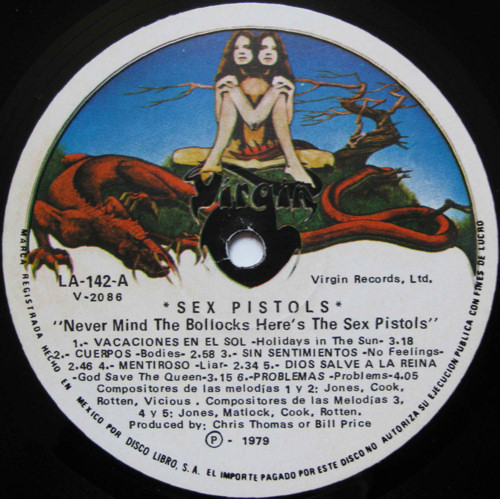 Virgin
LA-142-A
V-2086
Virgin Records, Ltd.
*SEX PISTOLS*
"Never Mind The Bollocks Here's The Sex Pistols"
1.- VACACIONES EN EL SOL -Holidays in The Sun- 3.18
2.- CUERPOS -Bodies- 2.58 3.- SIN SENTIMIENTOS -No Feelings-
2.46 4.- MENTIROSO -Liar- 2.34 5.- DIOS SALVE A LA REINA
-God Save The Queen- 3.15 6.- PROBLEMAS -Problems- 4.05
Compositores de las melodías 1 y 2: Jones, Cook,
Rotten, Vicious . Compositores de las Melodías 3,
4 y 5: Jones, Matlock, Cook, Rotten.
Produced by: Chris Thomas or Bill Price
Ⓟ - 1979
MARCA REGISTRADA HECHO EN MEXICO POR DISCO LIBRO, S.A. EL IMPORTE PAGADO POR ESTE DISCO NO AUTORIZA SU EJECUCION PUBLICA CON FINES DE LUCRO